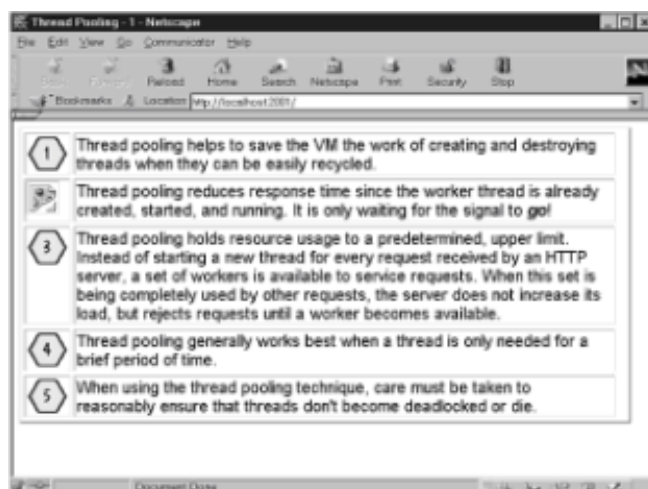 Thread Pooling - 1 - Netscape
File Edit View Go Communicator Help
Back Forward Reload Home Search Netscape Print Security Stop
Bookmarks Location: http://localhost:2001/
1 Thread pooling helps to save the VM the work of creating and destroying
threads when they can be easily recycled.
Thread pooling reduces response time since the worker thread is already
created, started, and running. It is only waiting for the signal to go!
3 Thread pooling holds resource usage to a predetermined, upper limit.
Instead of starting a new thread for every request received by an HTTP
server, a set of workers is available to service requests. When this set is
being completely used by other requests, the server does not increase its
load, but rejects requests until a worker becomes available.
4 Thread pooling generally works best when a thread is only needed for a
brief period of time.
5 When using the thread pooling technique, care must be taken to
reasonably ensure that threads don't become deadlocked or die.
Document Done